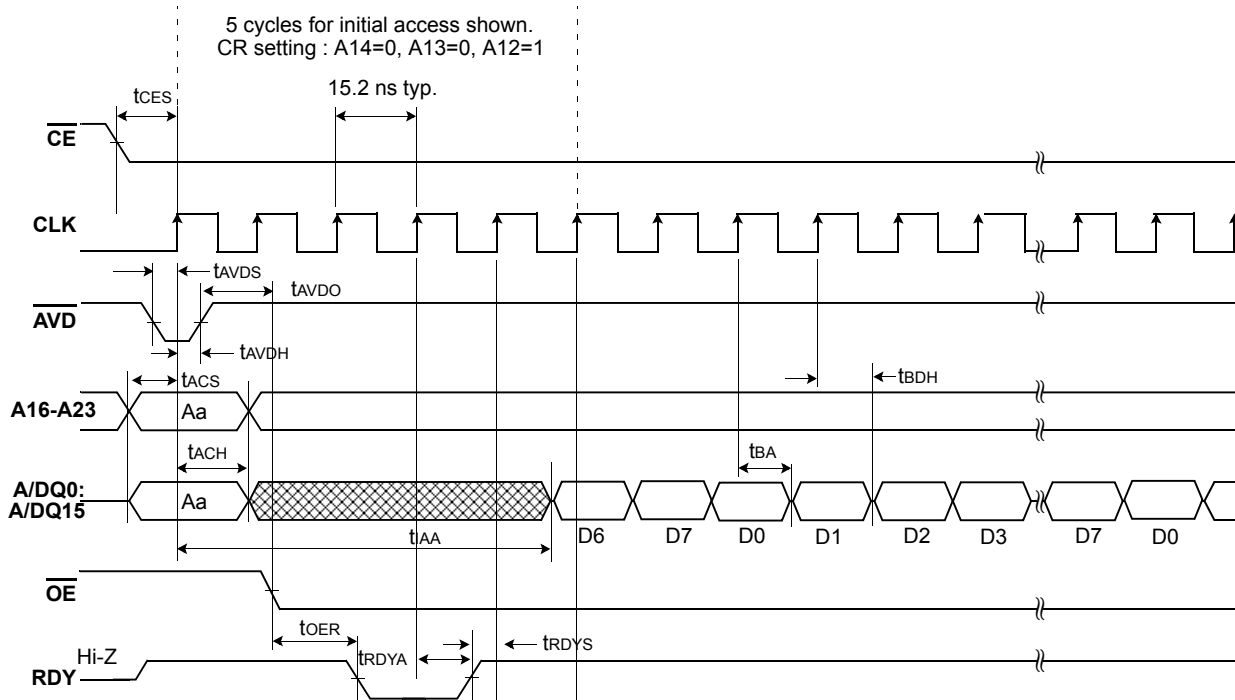 5 cycles for initial access shown.
CR setting : A14=0, A13=0, A12=1
15.2 ns typ.
tCES
CE
CLK
tAVDS
tAVDO
AVD
tAVDH
tACS
tBDH
A16-A23
Aa
tACH
tBA
A/DQ0:
A/DQ15
Aa
tIAA
D6 D7 D0 D1 D2 D3 D7 D0
OE
tOER
tRDYS
Hi-Z
tRDYA
RDY